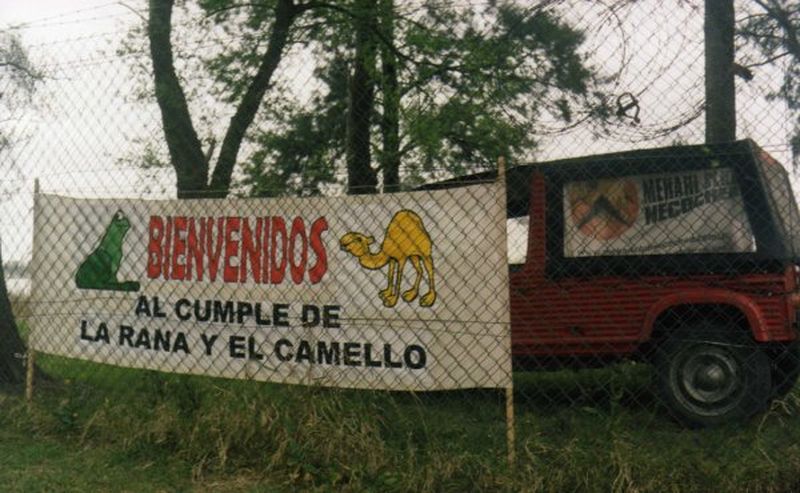 BIENVENIDOS
AL CUMPLE DE
LA RANA Y EL CAMELLO
MEHARI